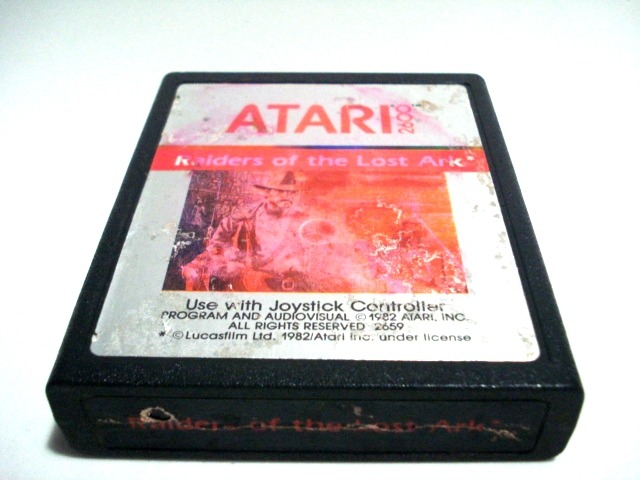 ATARI 2600™
Raiders of the Lost Ark*
Use with Joystick Controller
PROGRAM AND AUDIOVISUAL © 1982 ATARI, INC.
ALL RIGHTS RESERVED 2659
* ©Lucasfilm Ltd. 1982/Atari Inc. under license
Raiders of the Lost Ark*